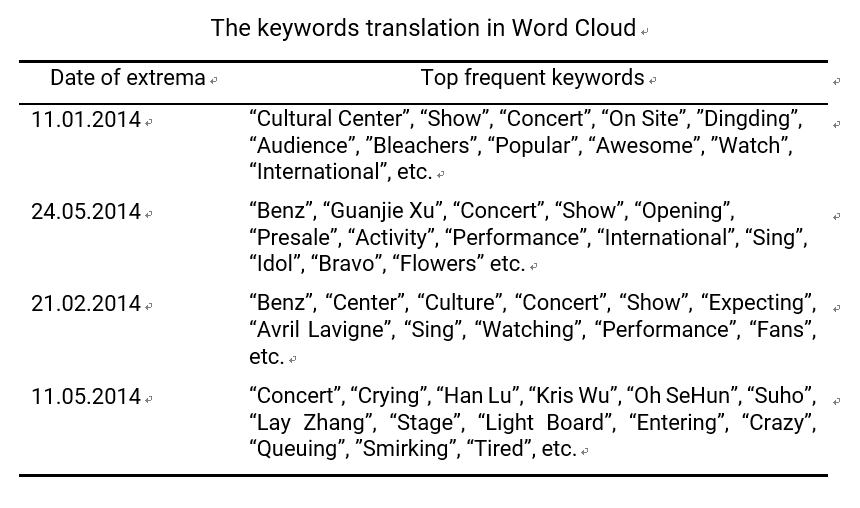 The keywords translation in Word Cloud
Date of extrema Top frequent keywords
11.01.2014 “Cultural Center”, “Show”, “Concert”, “On Site”, ”Dingding”,
“Audience”, ”Bleachers”, “Popular”, “Awesome”, ”Watch”,
“International”, etc.
24.05.2014 “Benz”, “Guanjie Xu”, “Concert”, “Show”, “Opening”,
“Presale”, “Activity”, “Performance”, “International”, “Sing”,
“Idol”, “Bravo”, “Flowers” etc.
21.02.2014 “Benz”, “Center”, “Culture”, “Concert”, “Show”, “Expecting”,
“Avril Lavigne”, “Sing”, “Watching”, “Performance”, “Fans”,
etc.
11.05.2014 “Concert”, “Crying”, “Han Lu”, “Kris Wu”, “Oh SeHun”, “Suho”,
“Lay Zhang”, “Stage”, “Light Board”, “Entering”, “Crazy”,
“Queuing”, ”Smirking”, “Tired”, etc.